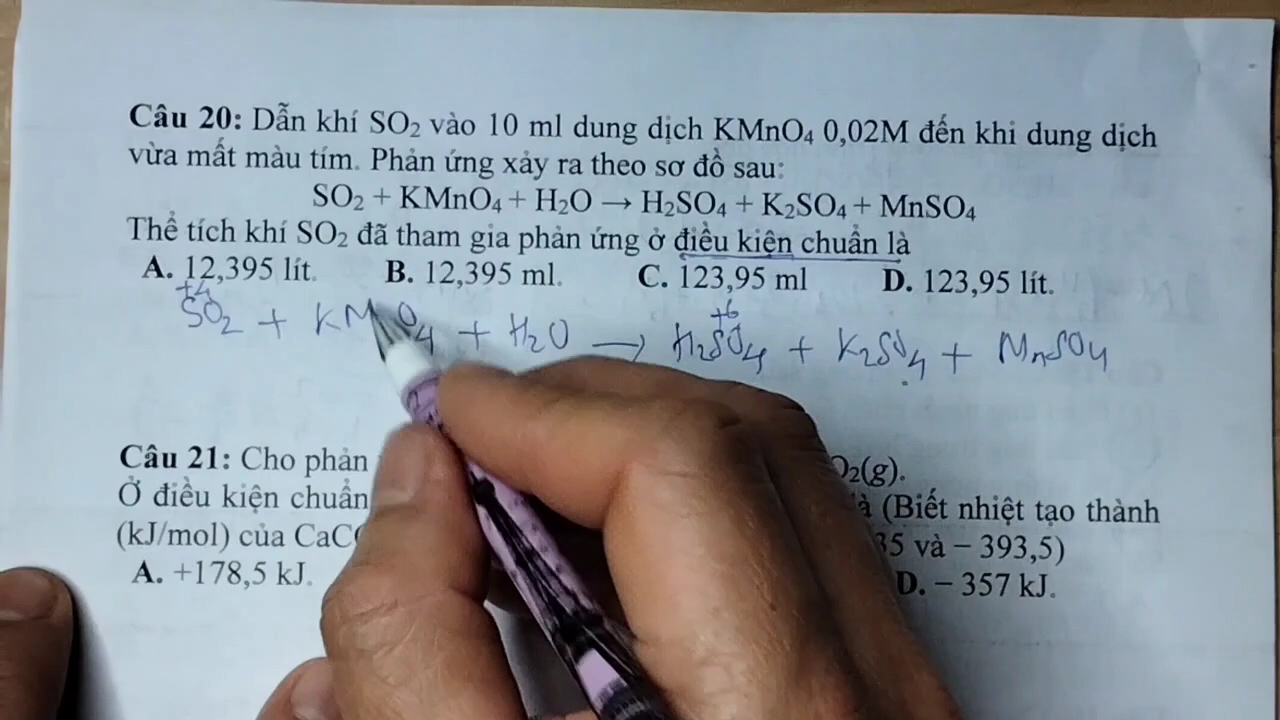 Câu 20: Dẫn khí SO₂ vào 10 ml dung dịch KMnO₄ 0,02M đến khi dung dịch
vừa mất màu tím. Phản ứng xảy ra theo sơ đồ sau:
SO₂ + KMnO₄ + H₂O → H₂SO₄ + K₂SO₄ + MnSO₄
Thể tích khí SO₂ đã tham gia phản ứng ở điều kiện chuẩn là
A. 12,395 lít. B. 12,395 ml. C. 123,95 ml D. 123,95 lít.
+4 +6
SO₂ + KM O₄ + H₂O → H₂SO₄ + K₂SO₄ + MnSO₄
Câu 21: Cho phản O₂(g).
Ở điều kiện chuẩn là (Biết nhiệt tạo thành
(kJ/mol) của CaC 35 và – 393,5)
A. +178,5 kJ. D. – 357 kJ.